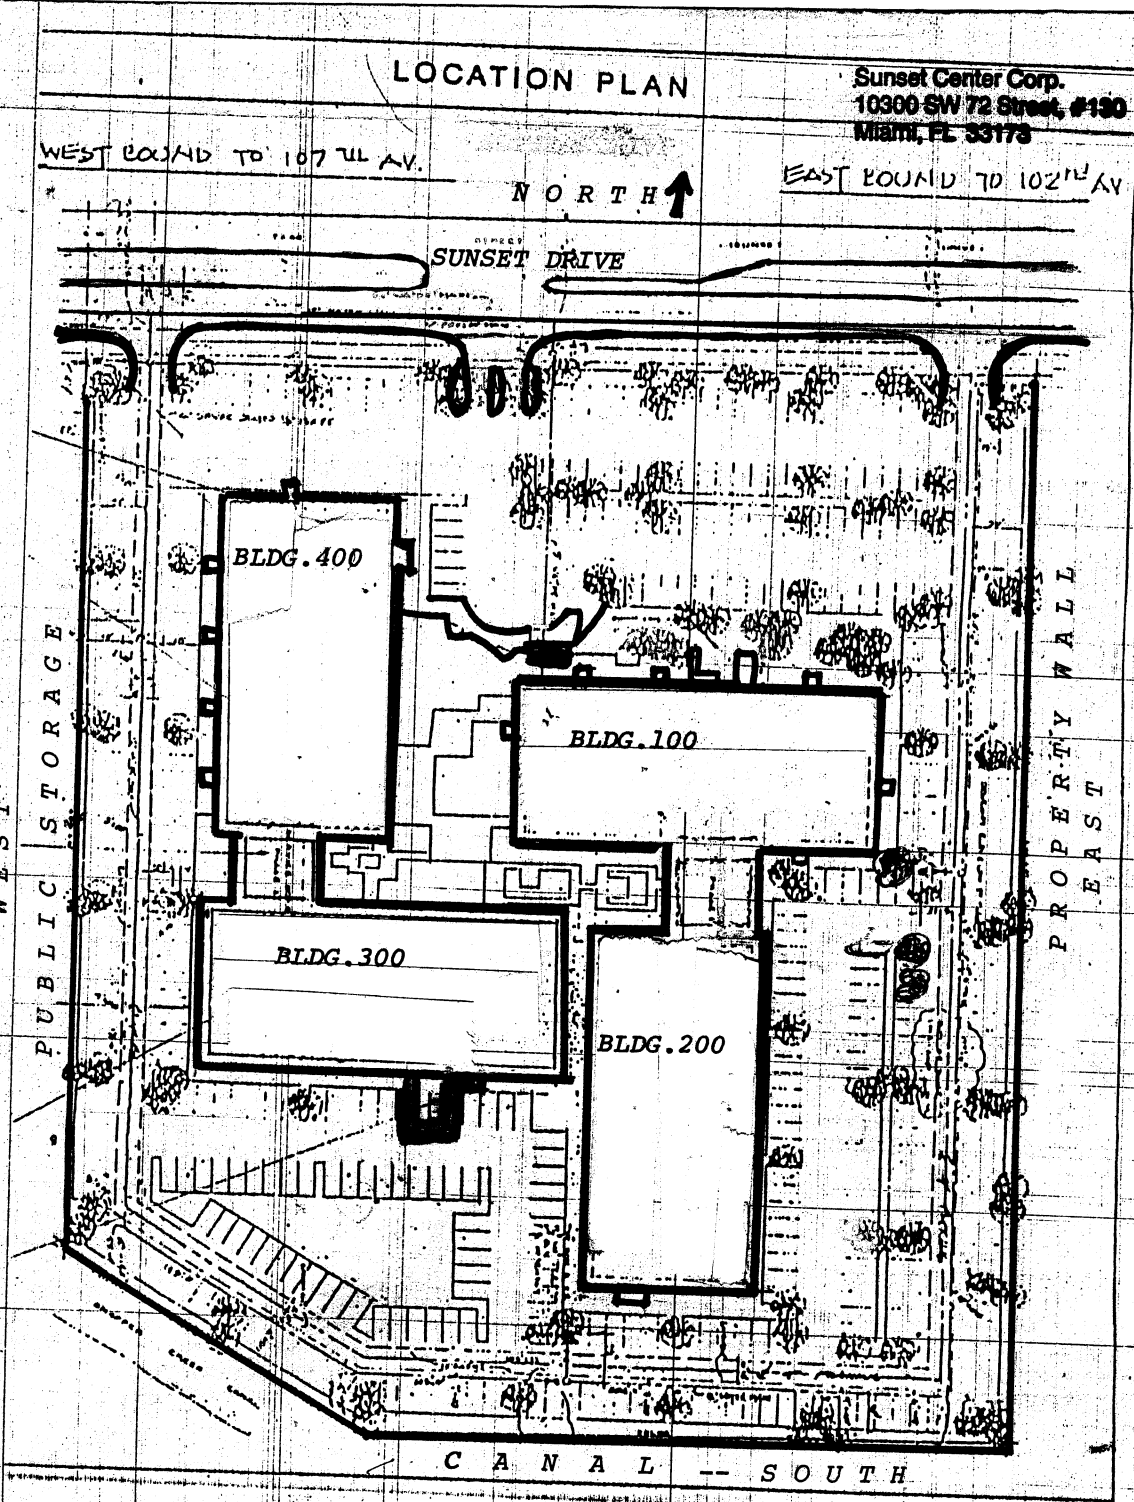 LOCATION PLAN
Sunset Center Corp.
10300 SW 72 Street, #130
Miami, FL 33173
WEST BOUND TO 107 TH AV.
NORTH
EAST BOUND TO 102nd AV
SUNSET DRIVE
BLDG.400
BLDG.100
BLDG.300
BLDG.200
WEST
PUBLIC STORAGE
PROPERTY WALL
EAST
CANAL -- SOUTH